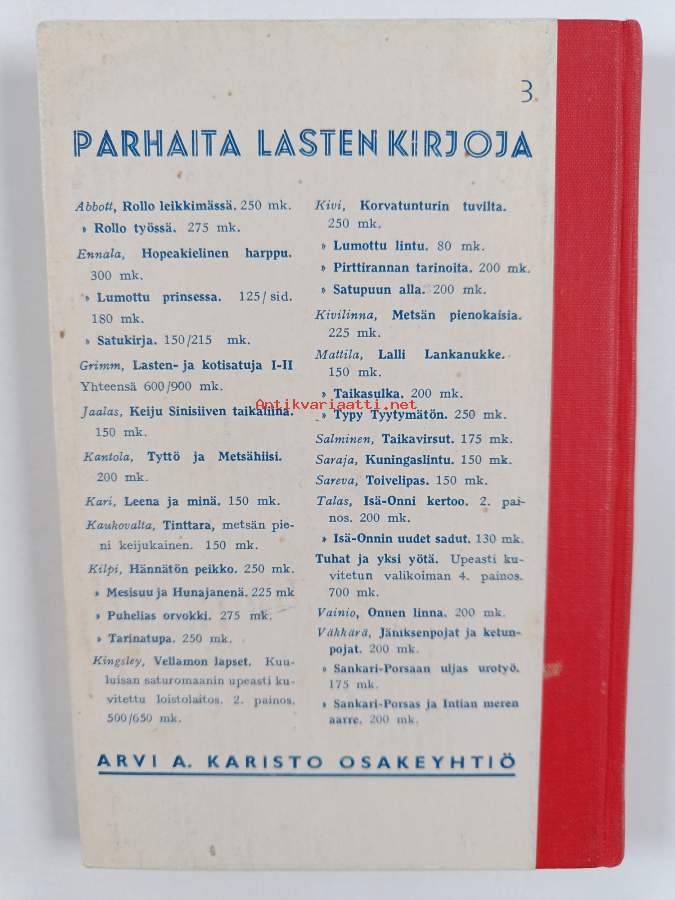 3
PARHAITA LASTEN KIRJOJA
Abbott, Rollo leikkimässä. 250 mk.
» Rollo työssä. 275 mk.
Ennala, Hopeakielinen harppu.
300 mk.
» Lumottu prinsessa. 125/sid.
180 mk.
» Satukirja. 150/215 mk.
Grimm, Lasten- ja kotisatuja I-II
Yhteensä 600/900 mk.
Jaalas, Keiju Sinisiiven taikaliina.
150 mk.
Kantola, Tyttö ja Metsähiisi.
200 mk.
Kari, Leena ja minä. 150 mk.
Kaukovalta, Tinttara, metsän pie-
ni keijukainen. 150 mk.
Kilpi, Hännätön peikko. 250 mk.
» Mesisuu ja Hunajanenä. 225 mk
» Puhelias orvokki. 275 mk.
» Tarinatupa. 250 mk.
Kingsley, Vellamon lapset. Kuu-
luisan saturomaanin upeasti ku-
vitettu loistolaitos. 2. painos.
500/650 mk.
Kivi, Korvatunturin tuvilta.
250 mk.
» Lumottu lintu. 80 mk.
» Pirttirannan tarinoita. 200 mk.
» Satupuun alla. 200 mk.
Kivilinna, Metsän pienokaisia.
225 mk.
Mattila, Lalli Lankanukke.
150 mk.
» Taikasulka. 200 mk.
» Typy Tyytymätön. 250 mk.
Salminen, Taikavirsut. 175 mk.
Saraja, Kuningaslintu. 150 mk.
Sareva, Toivelipas. 150 mk.
Talas, Isä-Onni kertoo. 2. pai-
nos. 200 mk.
» Isä-Onnin uudet sadut. 130 mk.
Tuhat ja yksi yötä. Upeasti ku-
vitetun valikoiman 4. painos.
700 mk.
Vainio, Onnen linna. 200 mk.
Vähkärä, Jäniksenpojat ja ketun-
pojat. 200 mk.
» Sankari-Porsaan uljas urotyö.
175 mk.
» Sankari-Porsas ja Intian meren
aarre. 200 mk.
Antikvariaatti.net
ARVI A. KARISTO OSAKEYHTIÖ